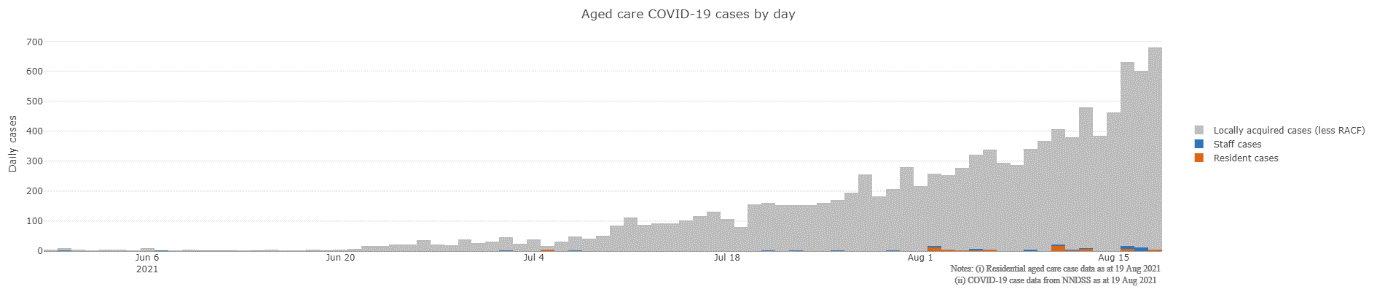 Aged care COVID-19 cases by day
Daily cases
700
600
500
400
300
200
100
0
Jun 6
2021
Jun 20
Jul 4
Jul 18
Aug 1
Aug 15
Locally acquired cases (less RACF)
Staff cases
Resident cases
Notes: (i) Residential aged care case data as at 19 Aug 2021
(ii) COVID-19 case data from NNDSS as at 19 Aug 2021